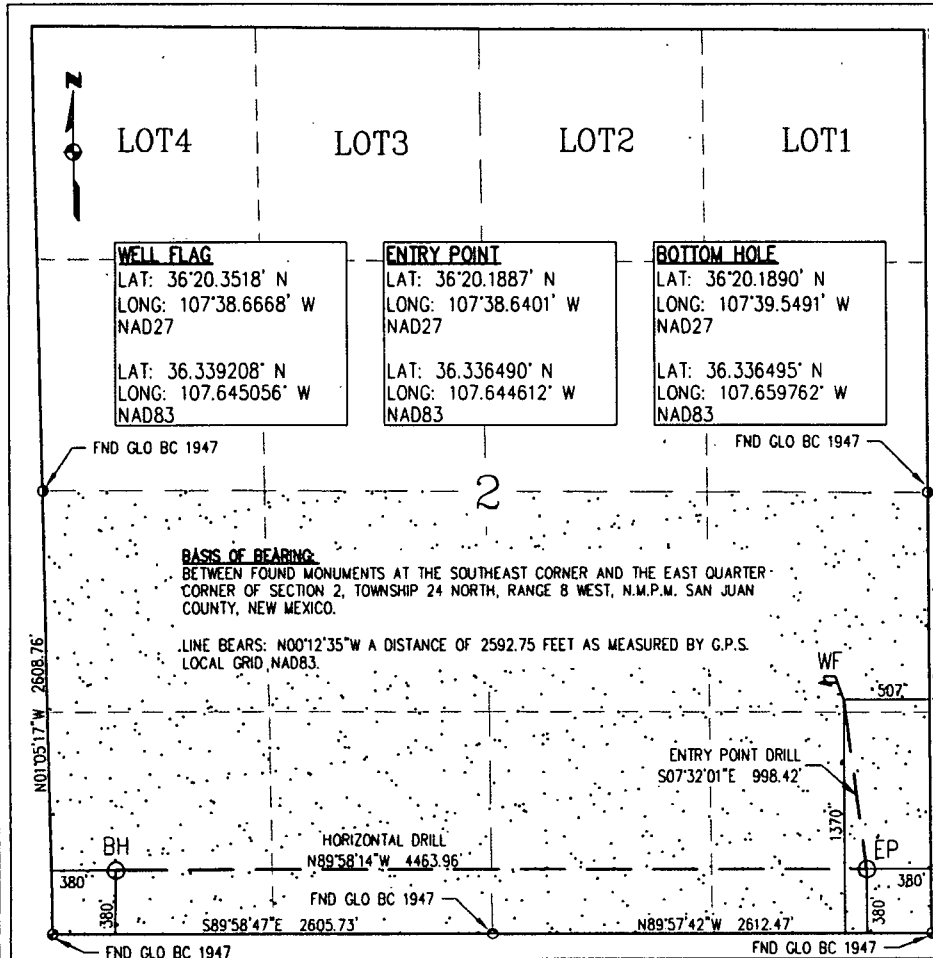 N
LOT4
LOT3
LOT2
LOT1
WELL FLAG
LAT: 36°20.3518' N
LONG: 107°38.6668' W
NAD27
LAT: 36.339208° N
LONG: 107.645056° W
NAD83
ENTRY POINT
LAT: 36°20.1887' N
LONG: 107°38.6401' W
NAD27
LAT: 36.336490° N
LONG: 107.644612° W
NAD83
BOTTOM HOLE
LAT: 36°20.1890' N
LONG: 107°39.5491' W
NAD27
LAT: 36.336495° N
LONG: 107.659762° W
NAD83
FND GLO BC 1947
FND GLO BC 1947
2
BASIS OF BEARING:
BETWEEN FOUND MONUMENTS AT THE SOUTHEAST CORNER AND THE EAST QUARTER
CORNER OF SECTION 2, TOWNSHIP 24 NORTH, RANGE 8 WEST, N.M.P.M. SAN JUAN
COUNTY, NEW MEXICO.
LINE BEARS: N00°12'35"W A DISTANCE OF 2592.75 FEET AS MEASURED BY G.P.S.
LOCAL GRID NAD83.
N01°05'17"W 2608.76'
WF
507'
ENTRY POINT DRILL
S07°32'01"E 998.42'
1370'
BH
HORIZONTAL DRILL
N89°58'14"W 4463.96'
EP
380'
380'
380'
380'
FND GLO BC 1947
S89°58'47"E 2605.73'
N89°57'42"W 2612.47'
FND GLO BC 1947
FND GLO BC 1947